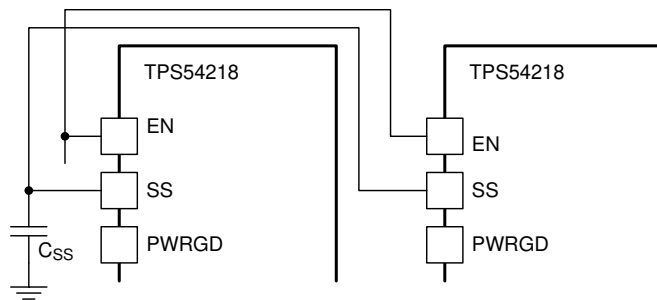 TPS54218
TPS54218
EN
EN
SS
SS
CSS
PWRGD
PWRGD